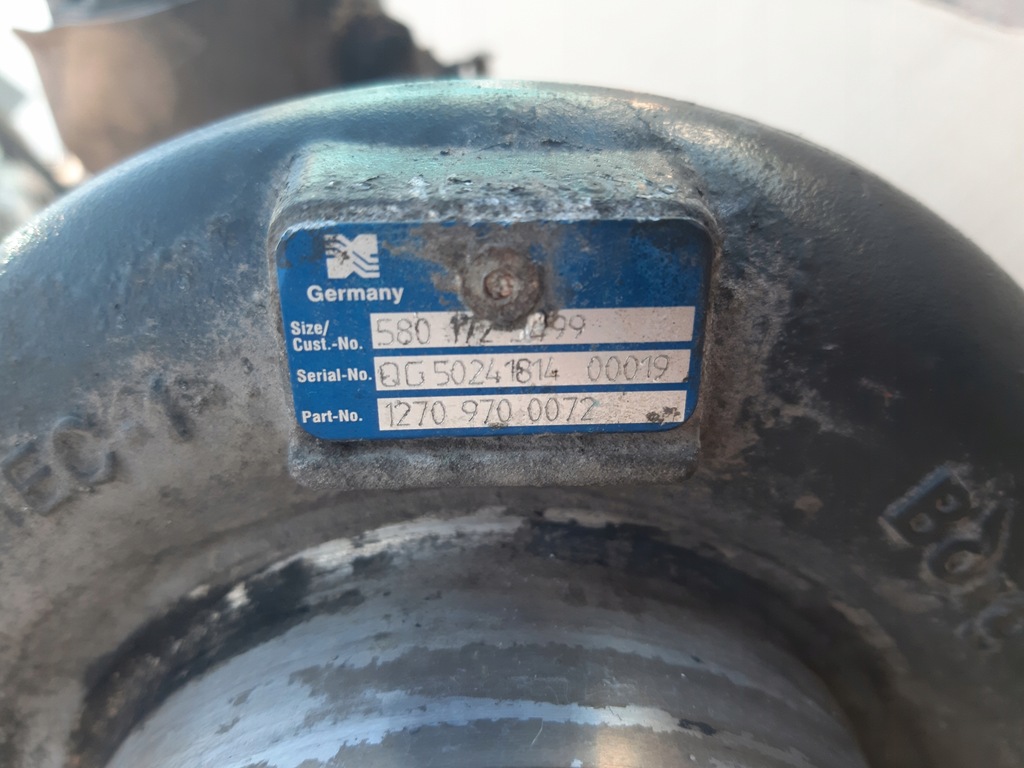 Germany
Size/
Cust.-No. 580
Serial-No. QG 50241814 00019
Part-No. 1270 970 0072